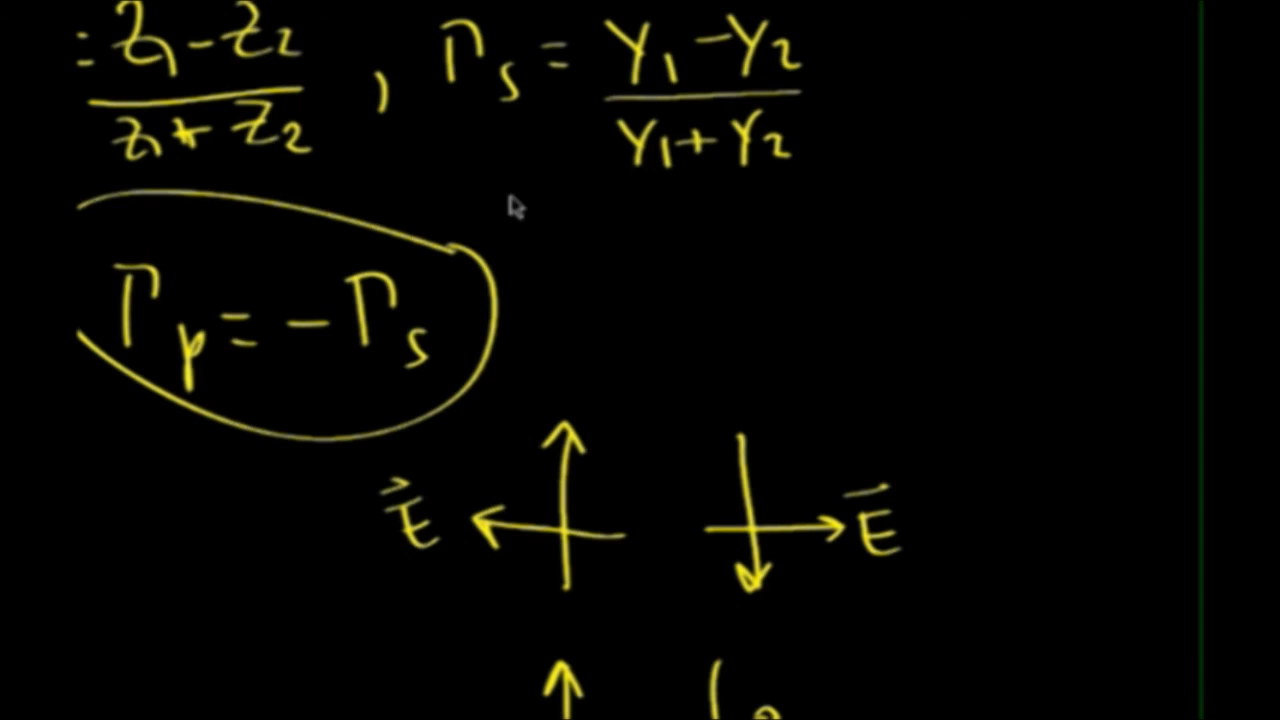 = Z1 - Z2 / Z1 + Z2 , Γs = Y1 - Y2 / Y1 + Y2
Γp = - Γs
E⃗ E̅